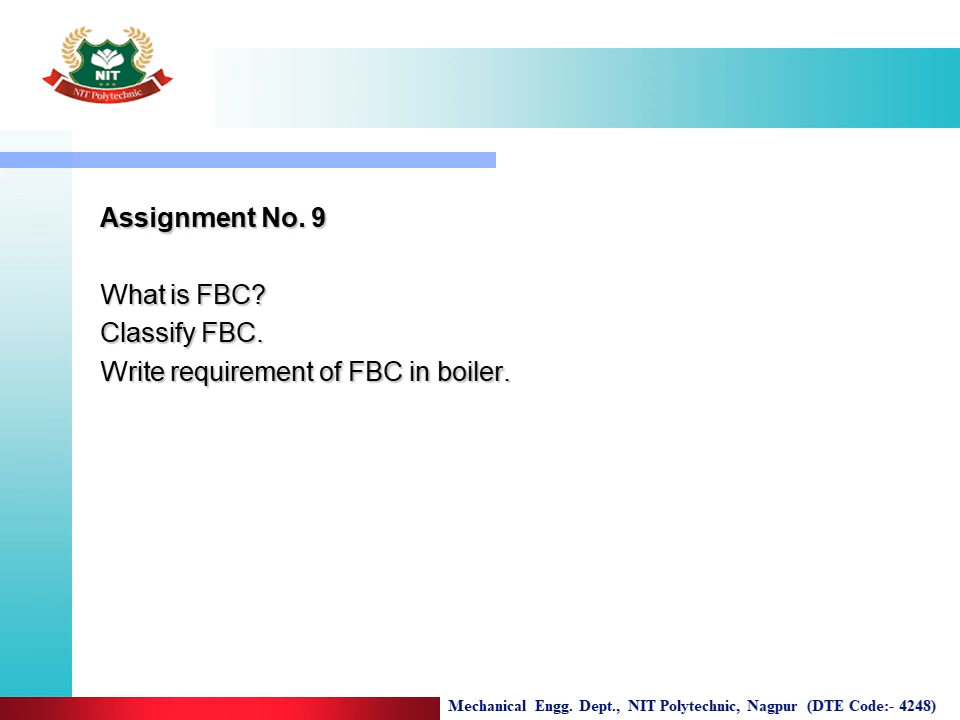 NIT
NIT Polytechnic
Assignment No. 9
What is FBC?
Classify FBC.
Write requirement of FBC in boiler.
Mechanical Engg. Dept., NIT Polytechnic, Nagpur (DTE Code:- 4248)